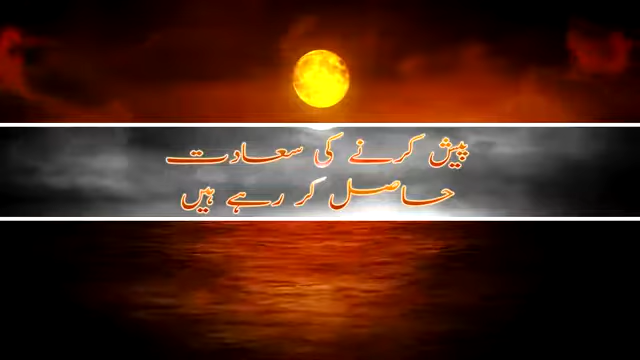 پیش کرنے کی سعادت
حاصل کر رہے ہیں